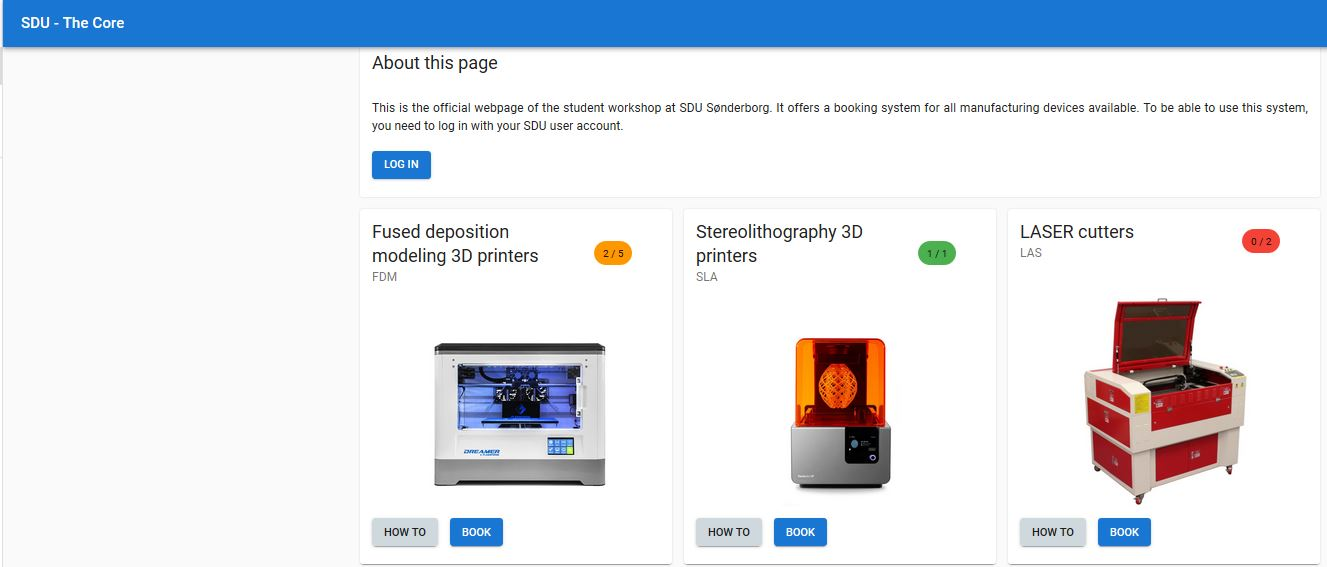 SDU - The Core
About this page
This is the official webpage of the student workshop at SDU Sønderborg. It offers a booking system for all manufacturing devices available. To be able to use this system,
you need to log in with your SDU user account.
LOG IN
Fused deposition
modeling 3D printers
2 / 5
FDM
DREAMER
HOW TO
BOOK
Stereolithography 3D
printers
1 / 1
SLA
HOW TO
BOOK
LASER cutters
0 / 2
LAS
HOW TO
BOOK